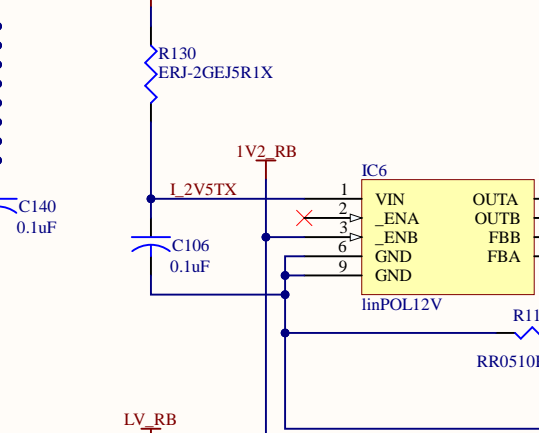 R130
ERJ-2GEJ5R1X
1V2_RB
IC6
I_2V5TX
1
VIN
OUTA
2
_ENA
OUTB
3
_ENB
FBB
6
GND
FBA
9
GND
C140
0.1uF
C106
0.1uF
linPOL12V
R11
RR0510
LV_RB